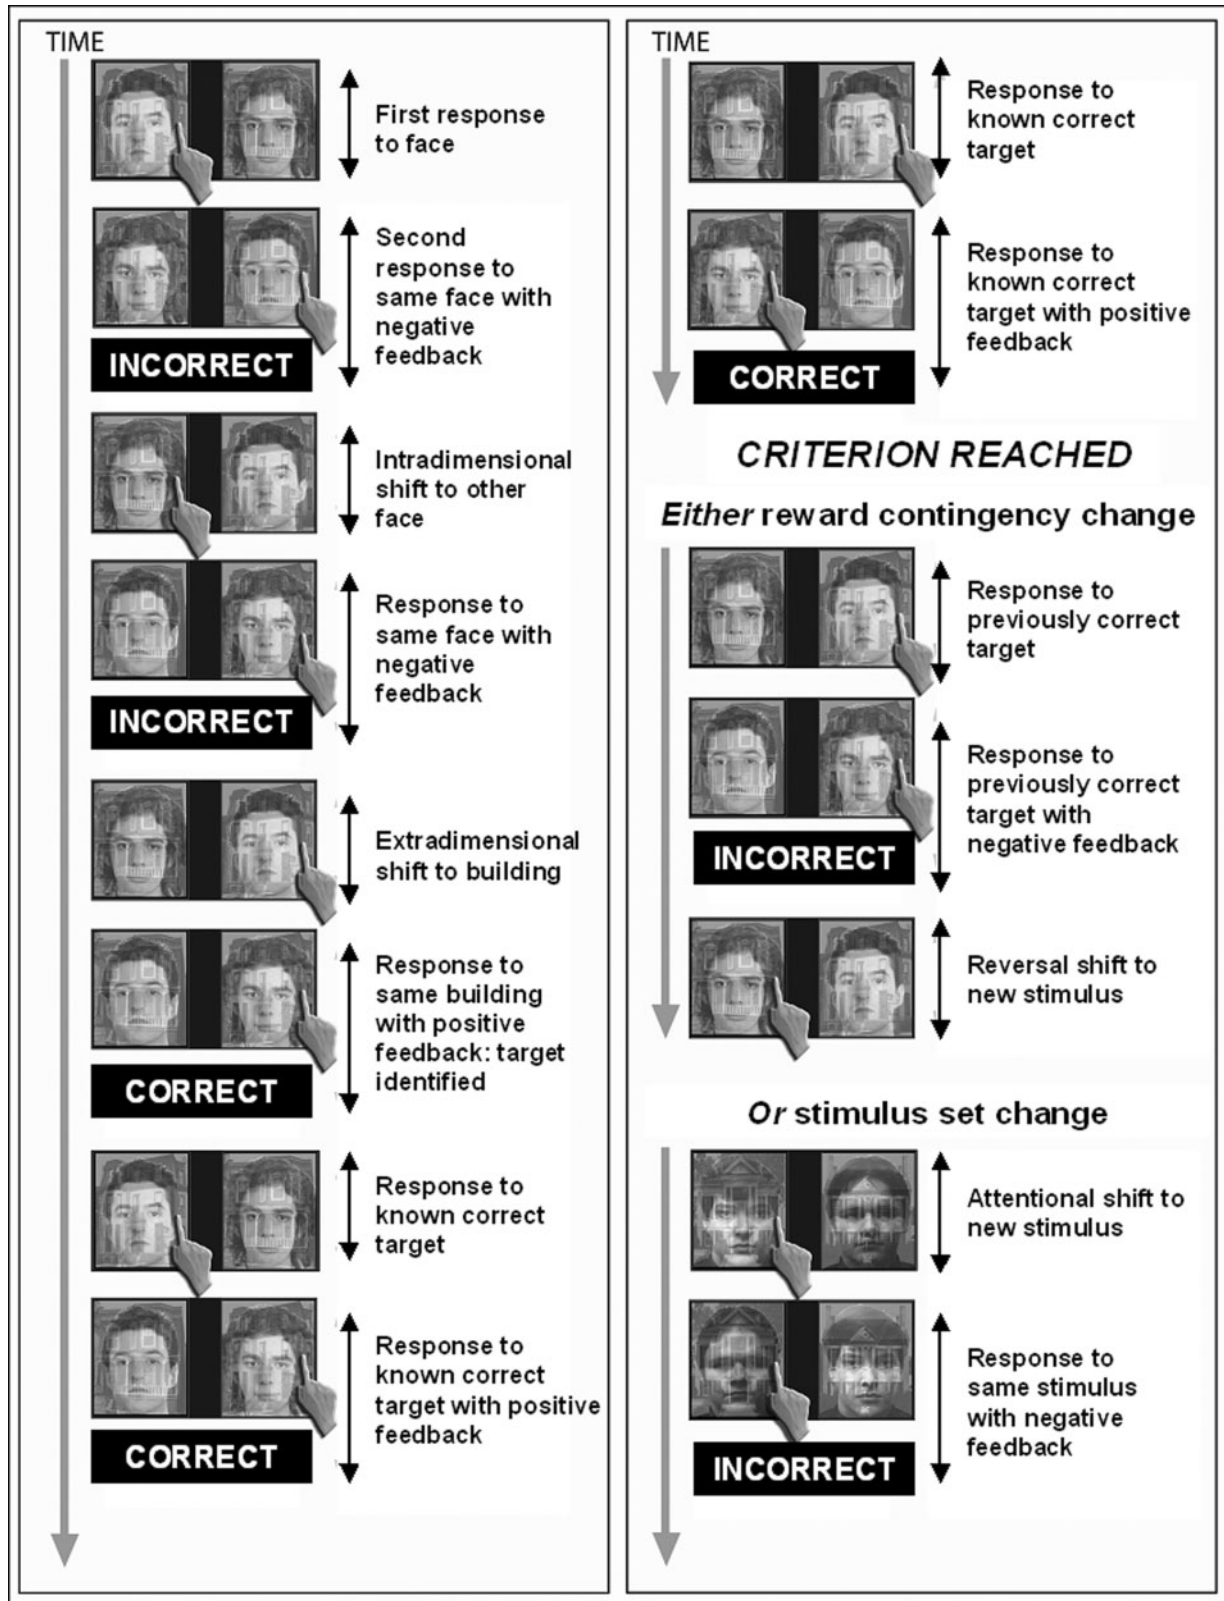 TIME
First response
to face
Second
response to
same face with
negative
feedback
INCORRECT
Intradimensional
shift to other
face
Response to
same face with
negative
feedback
INCORRECT
Extradimensional
shift to building
Response to
same building
with positive
feedback: target
identified
CORRECT
Response to
known correct
target
Response to
known correct
target with positive
feedback
CORRECT
TIME
Response to
known correct
target
Response to
known correct
target with positive
feedback
CORRECT
CRITERION REACHED
Either reward contingency change
Response to
previously correct
target
Response to
previously correct
target with
negative feedback
INCORRECT
Reversal shift to
new stimulus
Or stimulus set change
Attentional shift to
new stimulus
Response to
same stimulus
with negative
feedback
INCORRECT